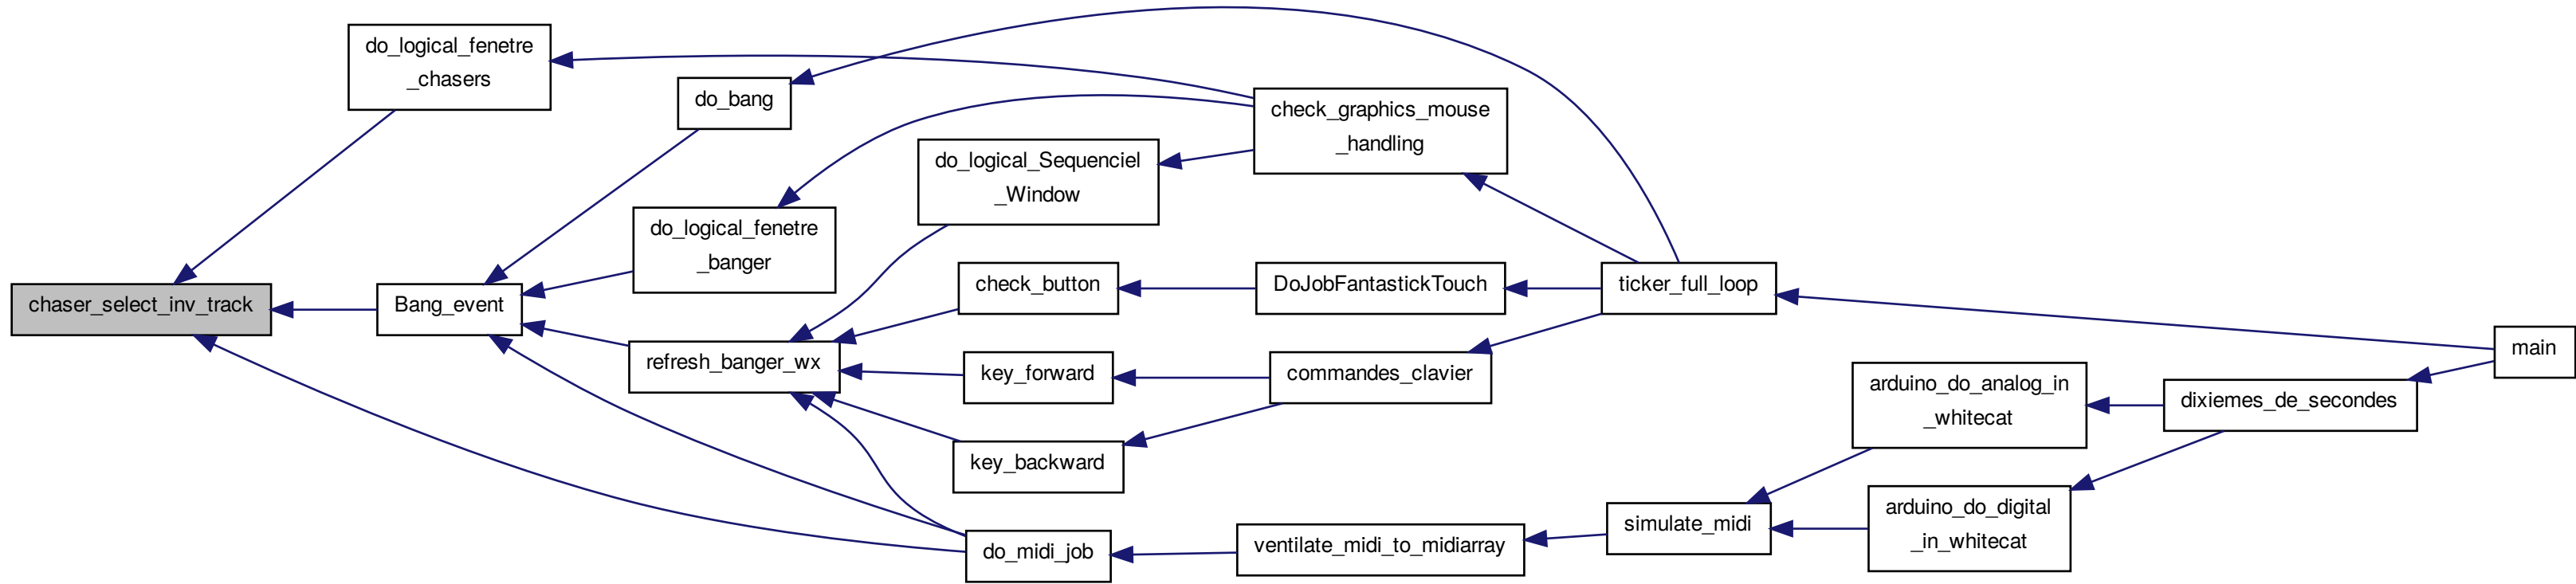 do_logical_fenetre
_chasers
do_bang
check_graphics_mouse
_handling
do_logical_Sequenciel
_Window
do_logical_fenetre
_banger
chaser_select_inv_track
Bang_event
check_button
DoJobFantastickTouch
ticker_full_loop
refresh_banger_wx
key_forward
commandes_clavier
main
arduino_do_analog_in
_whitecat
dixiemes_de_secondes
key_backward
do_midi_job
ventilate_midi_to_midiarray
simulate_midi
arduino_do_digital
_in_whitecat